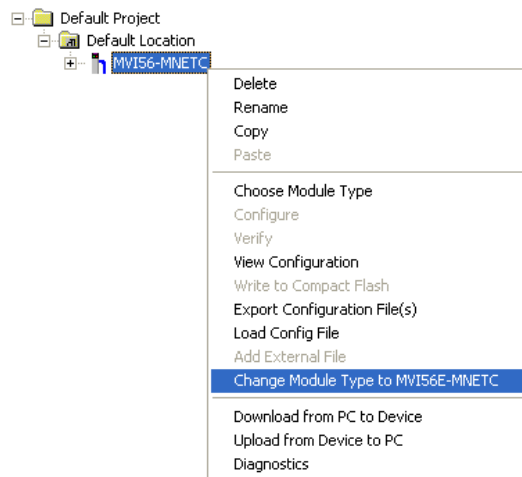 Default Project
Default Location
MVI56-MNETC
Delete
Rename
Copy
Paste
Choose Module Type
Configure
Verify
View Configuration
Write to Compact Flash
Export Configuration File(s)
Load Config File
Add External File
Change Module Type to MVI56E-MNETC
Download from PC to Device
Upload from Device to PC
Diagnostics